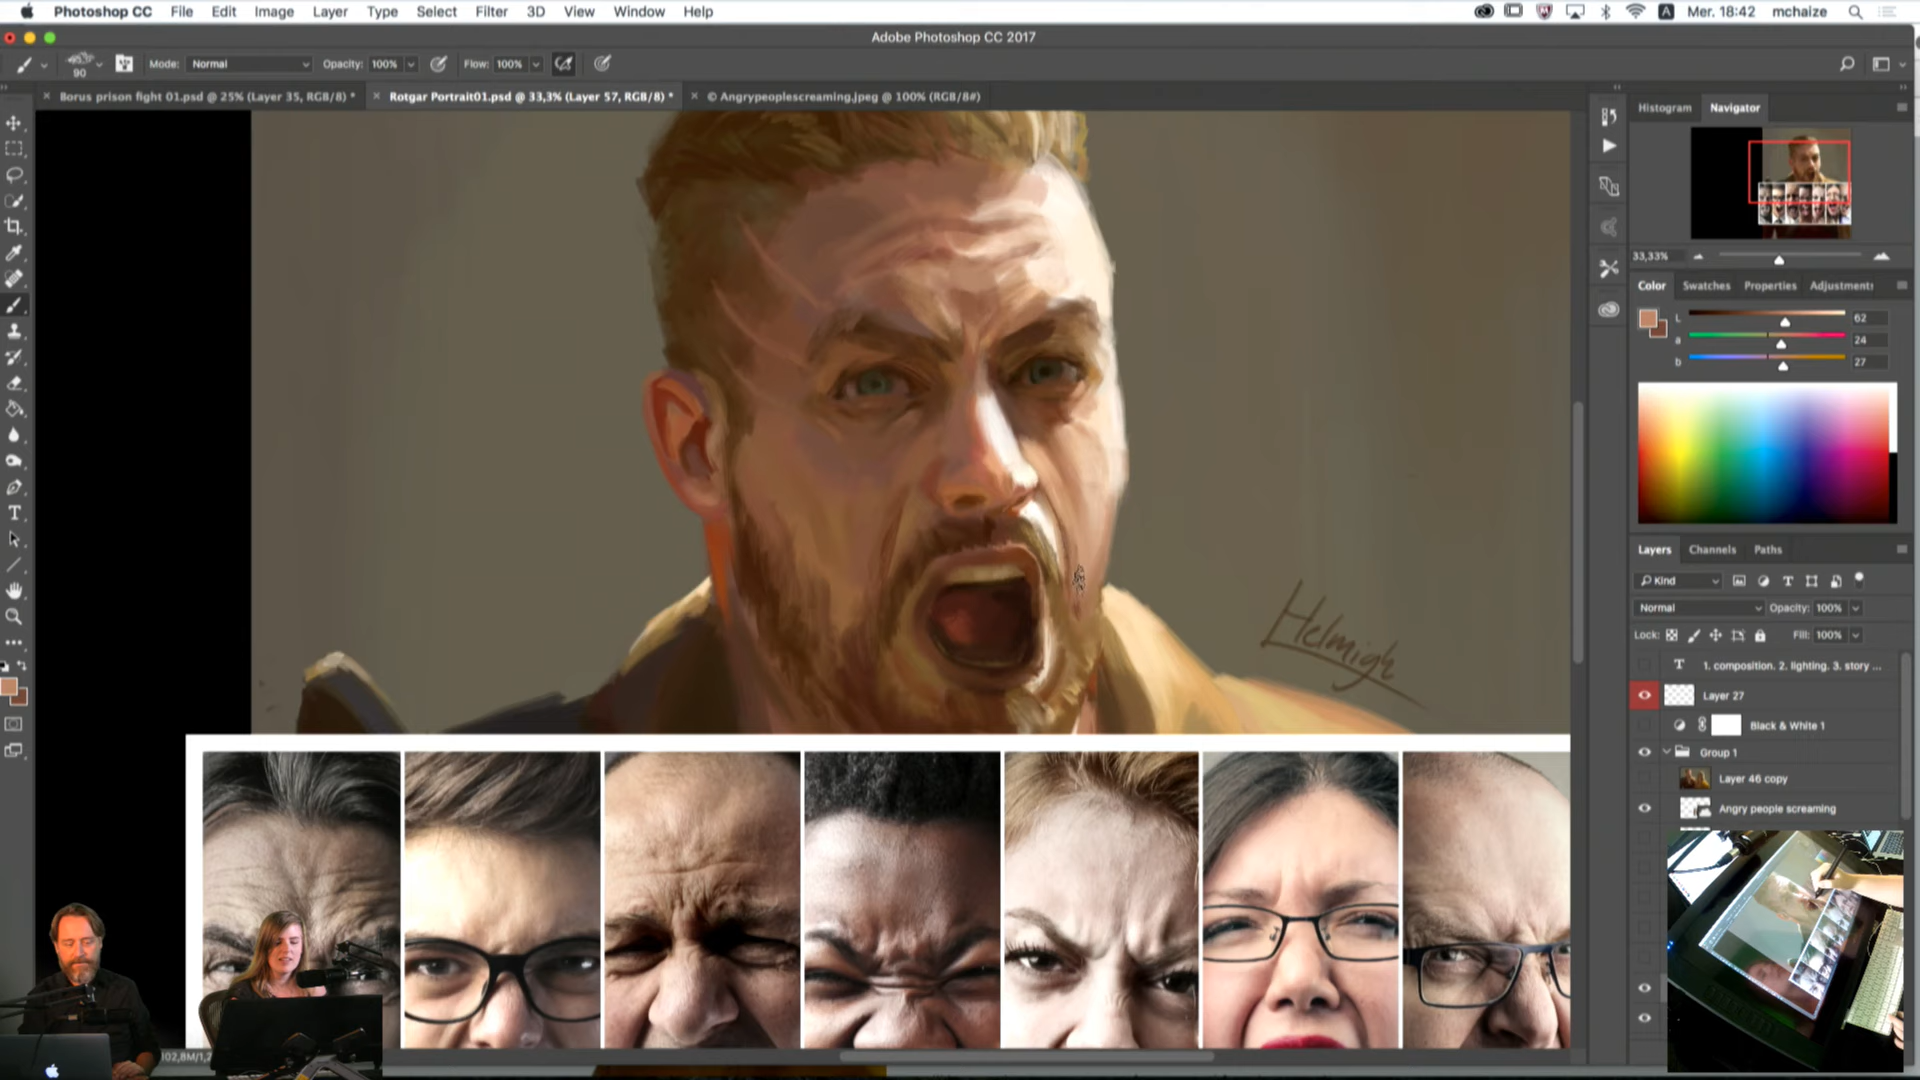 Photoshop CC File Edit Image Layer Type Select Filter 3D View Window Help A Mer. 18:42 mchaize
Adobe Photoshop CC 2017
90 Mode: Normal Opacity: 100% Flow: 100%
× Borus prison fight 01.psd @ 25% (Layer 35, RGB/8) * × Rotgar Portrait01.psd @ 33,3% (Layer 57, RGB/8) * × © Angrypeoplescreaming.jpeg @ 100% (RGB/8#)
Histogram Navigator
33,33%
Color Swatches Properties Adjustments
L 62
a 24
b 27
Layers Channels Paths
Kind
Normal Opacity: 100%
Lock: Fill: 100%
T 1. composition. 2. lighting. 3. story ...
Layer 27
Black & White 1
Group 1
Layer 46 copy
Angry people screaming
Helmigh